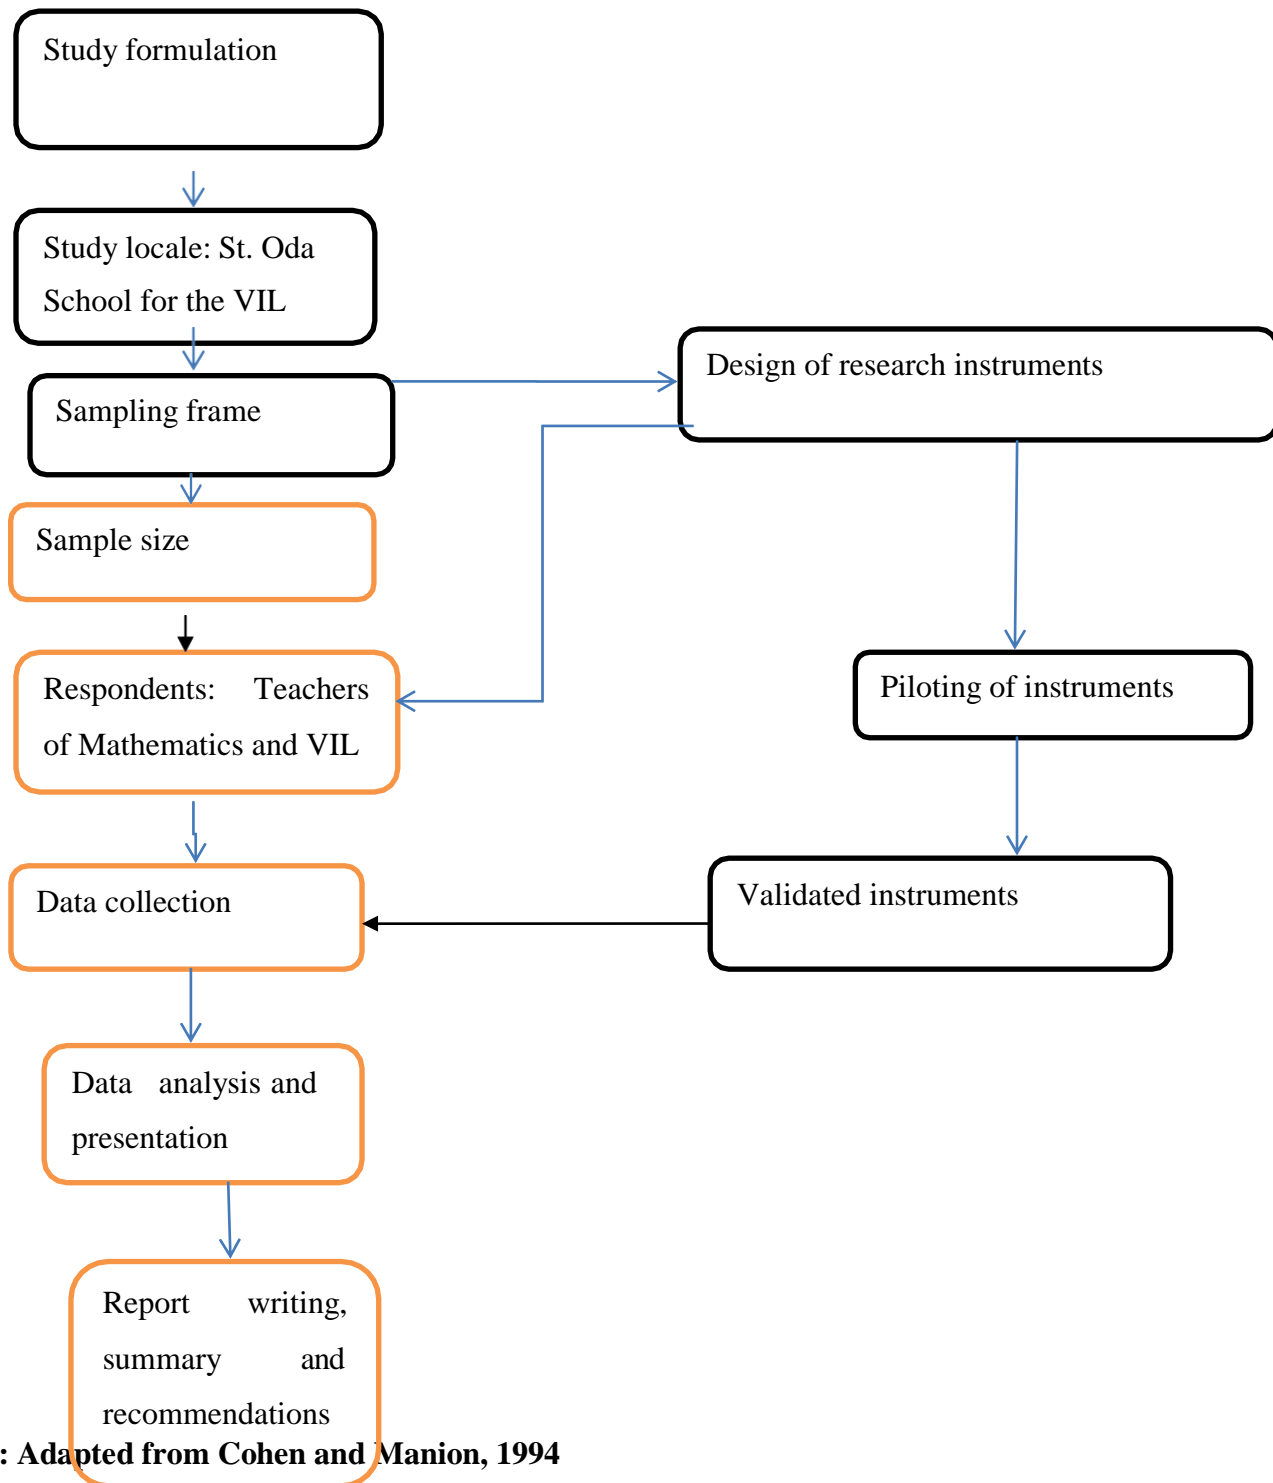 Study formulation
Study locale: St. Oda
School for the VIL
Design of research instruments
Sampling frame
Sample size
Respondents: Teachers
of Mathematics and VIL
Piloting of instruments
Data collection
Validated instruments
Data analysis and
presentation
Report writing,
summary and
recommendations
: Adapted from Cohen and Manion, 1994